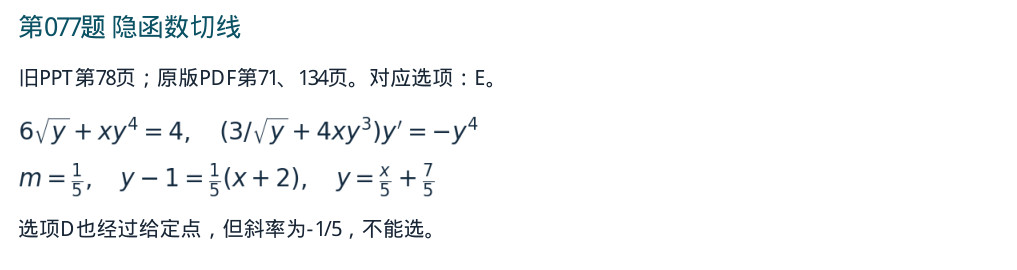 第077题 隐函数切线
旧PPT第78页；原版PDF第71、134页。对应选项：E。
6√y + xy⁴ = 4, (3/√y + 4xy³)y′ = −y⁴
m = 1/5, y − 1 = 1/5(x + 2), y = x/5 + 7/5
选项D也经过给定点，但斜率为-1/5，不能选。